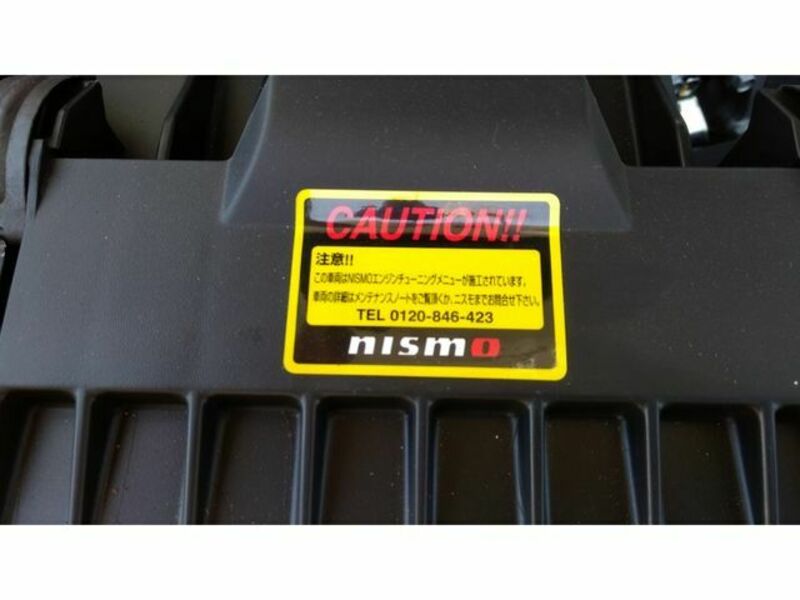 CAUTION!!
注意!!
この車両はNISMOエンジンチューニングメニューが施工されています。
車両の詳細はメンテナンスノートをご覧頂くか、ニスモまでお問合せ下さい。
TEL 0120-846-423
nismo